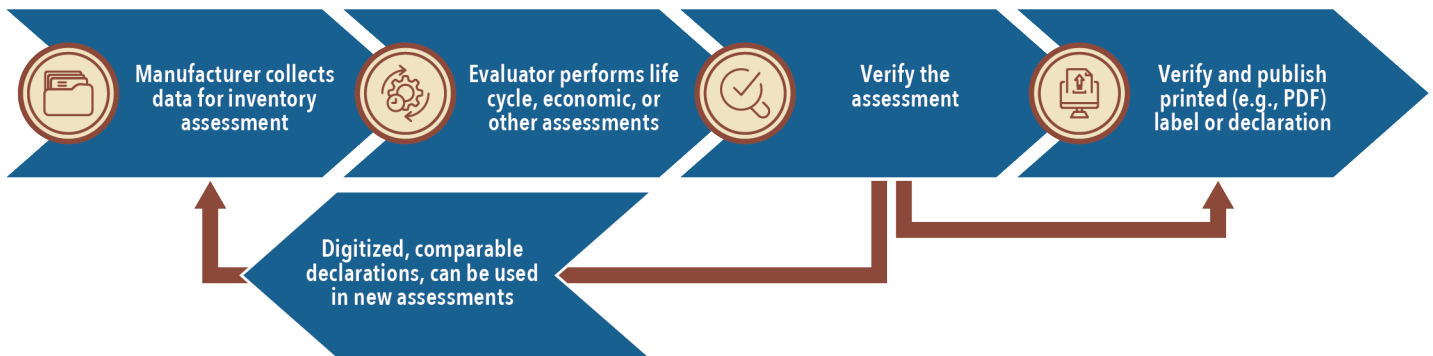 Manufacturer collects
data for inventory
assessment
Evaluator performs life
cycle, economic, or
other assessments
Verify the
assessment
Verify and publish
printed (e.g., PDF)
label or declaration
Digitized, comparable
declarations, can be used
in new assessments